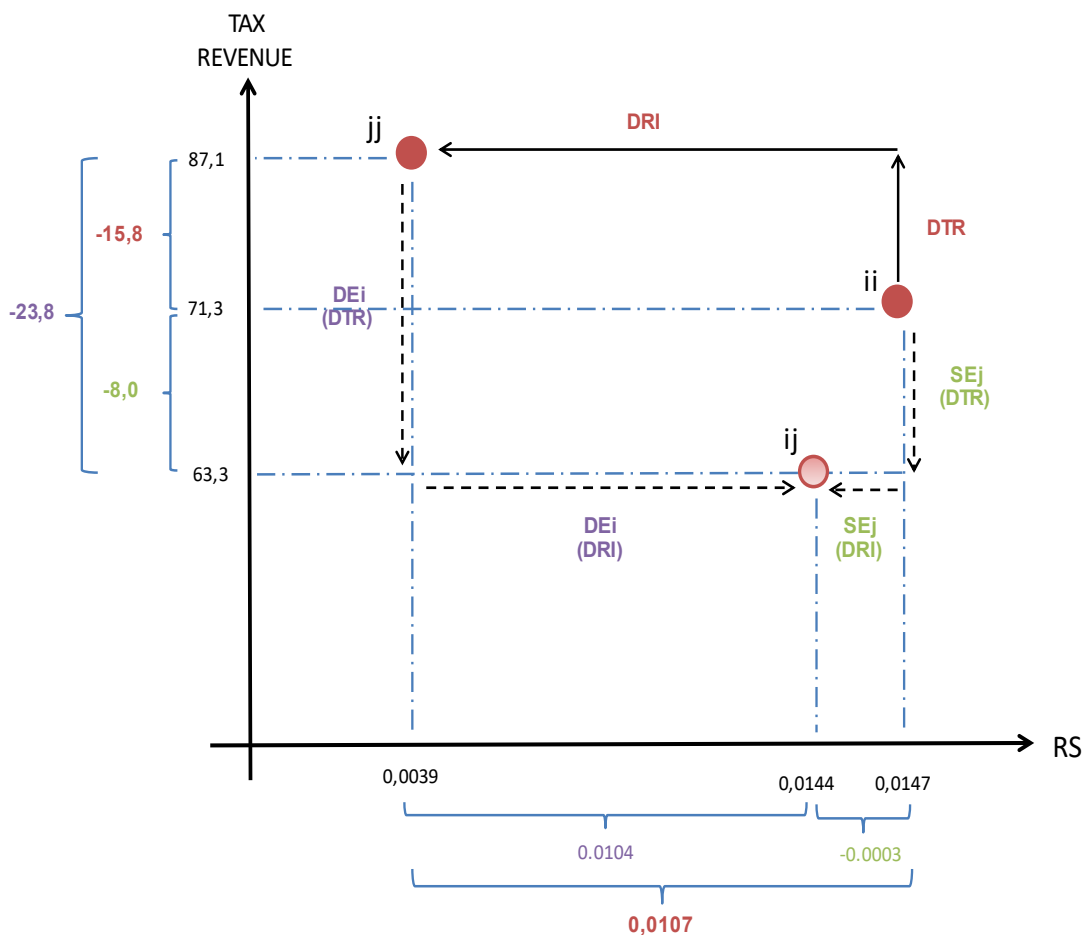 TAX
REVENUE
jj
DRI
87,1
-15,8
DTR
ii
DEi
(DTR)
-23,8
71,3
SEj
(DTR)
-8,0
ij
63,3
DEi
(DRI)
SEj
(DRI)
RS
0,0039
0,0144
0,0147
0.0104
-0.0003
0,0107